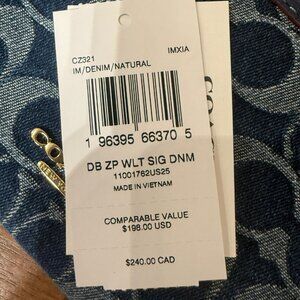 CZ321 IMXIA
IM/DENIM/NATURAL
1 96395 66370 5
DB ZP WLT SIG DNM
11001762US25
MADE IN VIETNAM
COMPARABLE VALUE
$198.00 USD
$240.00 CAD